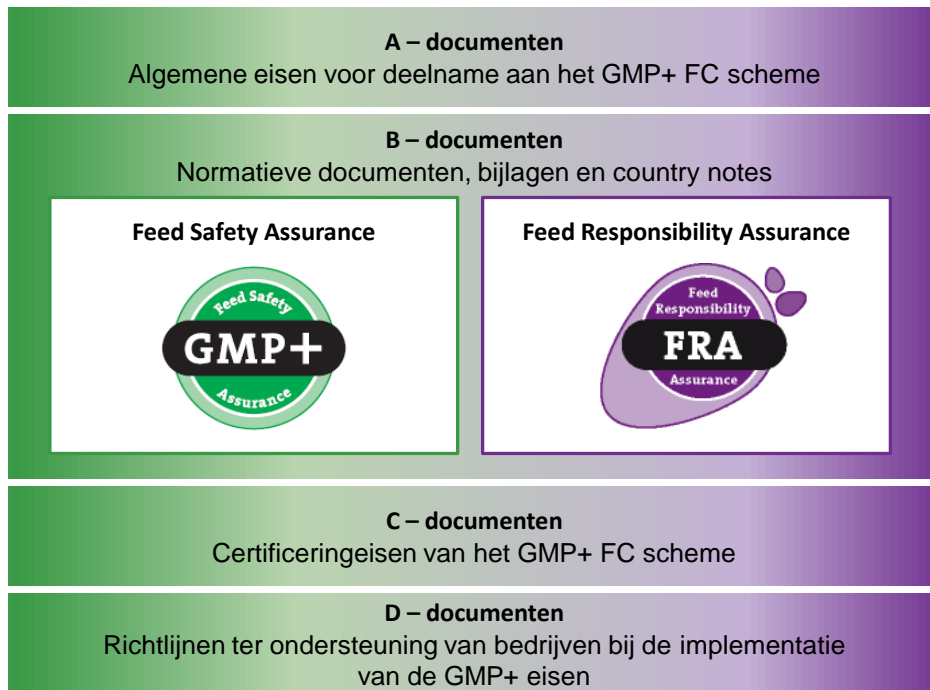 A – documenten
Algemene eisen voor deelname aan het GMP+ FC scheme
B – documenten
Normatieve documenten, bijlagen en country notes
Feed Safety Assurance
Feed Safety
GMP+
Assurance
Feed Responsibility Assurance
Feed
Responsibility
FRA
Assurance
C – documenten
Certificeringeisen van het GMP+ FC scheme
D – documenten
Richtlijnen ter ondersteuning van bedrijven bij de implementatie
van de GMP+ eisen